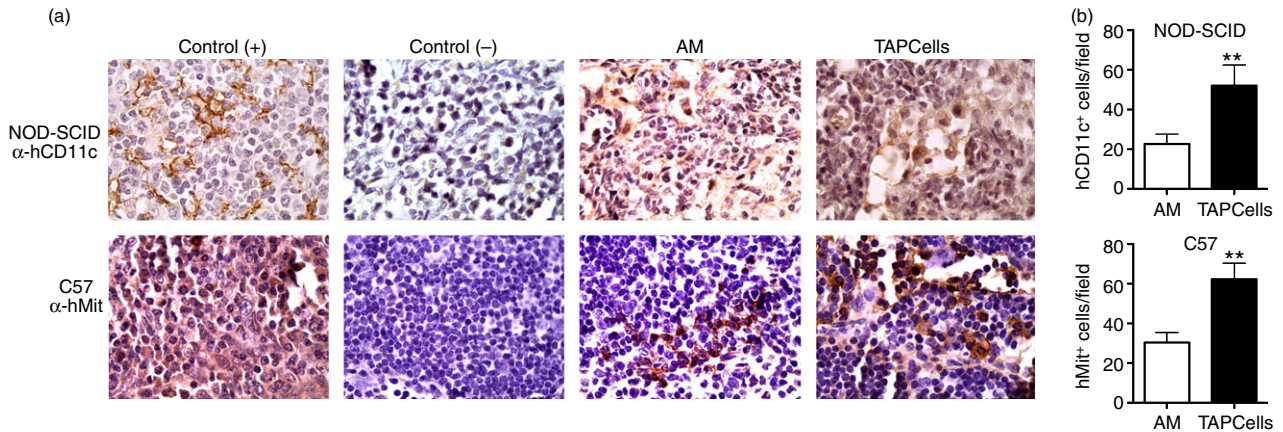 (a)
Control (+)
Control (–)
AM
TAPCells
NOD-SCID
α-hCD11c
C57
α-hMit
(b)
NOD-SCID
hCD11c+ cells/field
80
60
40
20
0
**
AM
TAPCells
C57
hMit+ cells/field
80
60
40
20
0
**
AM
TAPCells